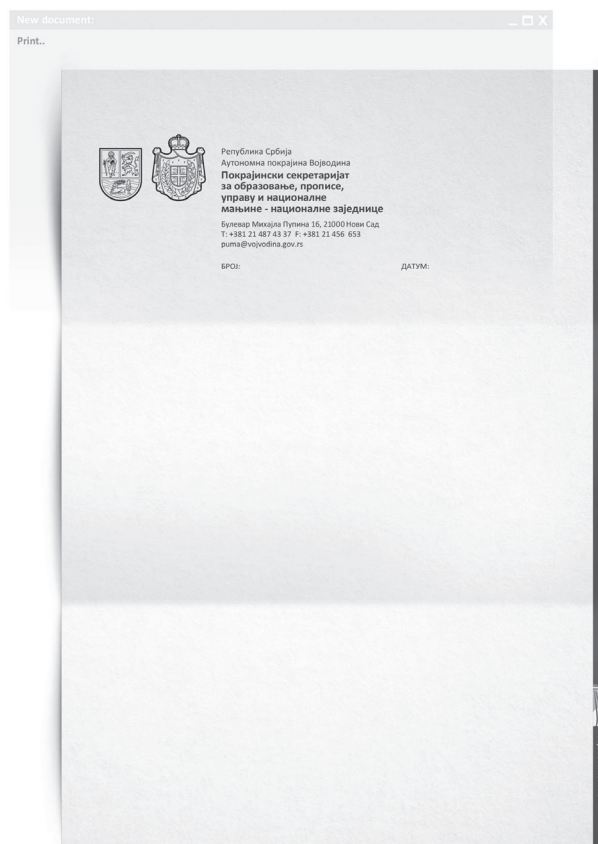 New document:
Print..
Република Србија
Аутономна покрајина Војводина
Покрајински секретаријат
за образовање, прописе,
управу и националне
мањине - националне заједнице
Булевар Михајла Пупина 16, 21000 Нови Сад
Т: +381 21 487 43 37 F: +381 21 456 653
puma@vojvodina.gov.rs
БРОЈ:
ДАТУМ: